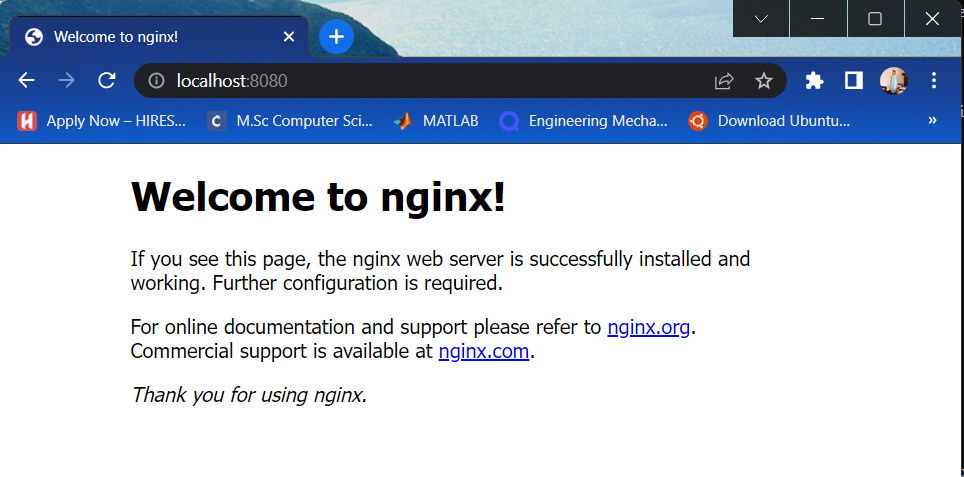 Welcome to nginx!
localhost:8080
Apply Now – HIRES... M.Sc Computer Sci... MATLAB Engineering Mecha... Download Ubuntu... »
Welcome to nginx!
If you see this page, the nginx web server is successfully installed and
working. Further configuration is required.
For online documentation and support please refer to nginx.org.
Commercial support is available at nginx.com.
Thank you for using nginx.